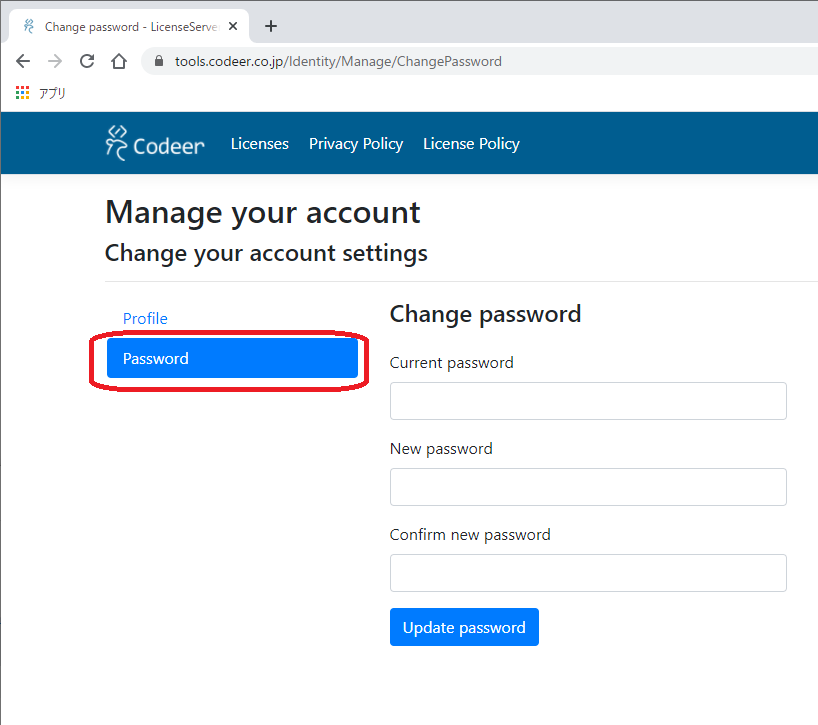 Change password - LicenseServe
tools.codeer.co.jp/Identity/Manage/ChangePassword
アプリ
Codeer Licenses Privacy Policy License Policy
Manage your account
Change your account settings
Profile
Password
Change password
Current password
New password
Confirm new password
Update password